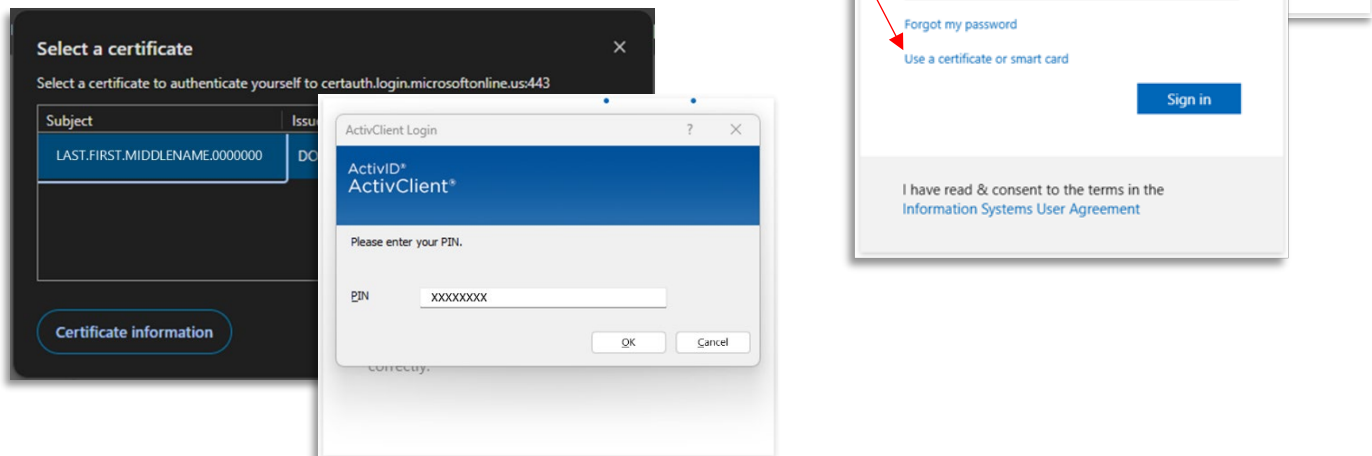 Select a certificate
Select a certificate to authenticate yourself to certauth.login.microsoftonline.us:443
Subject
LAST.FIRST.MIDDLENAME.0000000
Certificate information
ActivClient Login
ActivID®
ActivClient®
Please enter your PIN.
PIN XXXXXXXX
OK Cancel
correctly.
Forgot my password
Use a certificate or smart card
Sign in
I have read & consent to the terms in the
Information Systems User Agreement